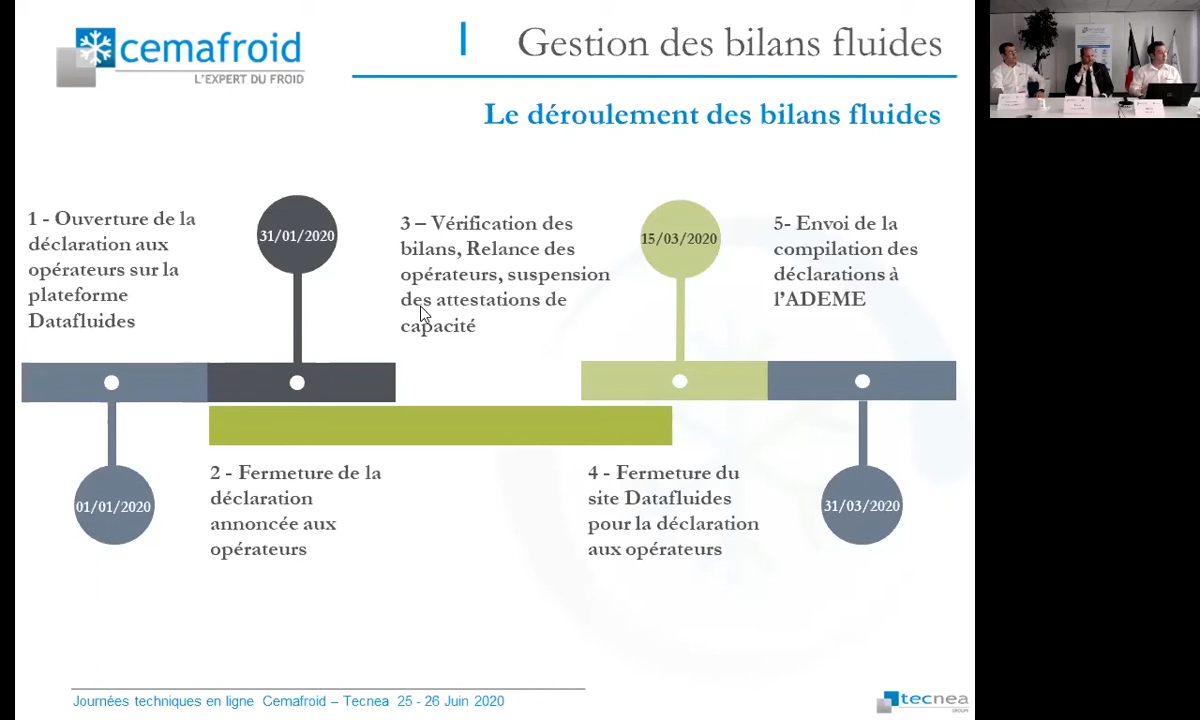 cemafroid
L'EXPERT DU FROID
Gestion des bilans fluides
Le déroulement des bilans fluides
1 - Ouverture de la
déclaration aux
opérateurs sur la
plateforme
Datafluides
31/01/2020
3 – Vérification des
bilans, Relance des
opérateurs, suspension
des attestations de
capacité
15/03/2020
5- Envoi de la
compilation des
déclarations à
l'ADEME
01/01/2020
2 - Fermeture de la
déclaration
annoncée aux
opérateurs
4 - Fermeture du
site Datafluides
pour la déclaration
aux opérateurs
31/03/2020
Journées techniques en ligne Cemafroid – Tecnea 25 - 26 Juin 2020
tecnea
GROUPE